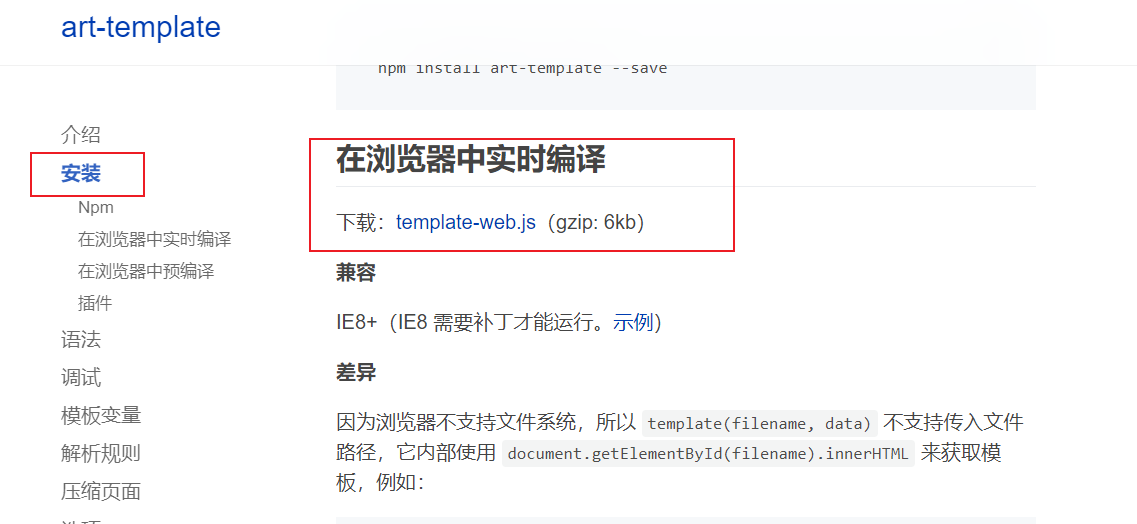 art-template
npm install art-template --save
介绍
安装
Npm
在浏览器中实时编译
在浏览器中预编译
插件
语法
调试
模板变量
解析规则
压缩页面
选项
在浏览器中实时编译
下载：template-web.js（gzip: 6kb）
兼容
IE8+（IE8 需要补丁才能运行。示例）
差异
因为浏览器不支持文件系统，所以 template(filename, data) 不支持传入文件
路径，它内部使用 document.getElementById(filename).innerHTML 来获取模
板，例如：